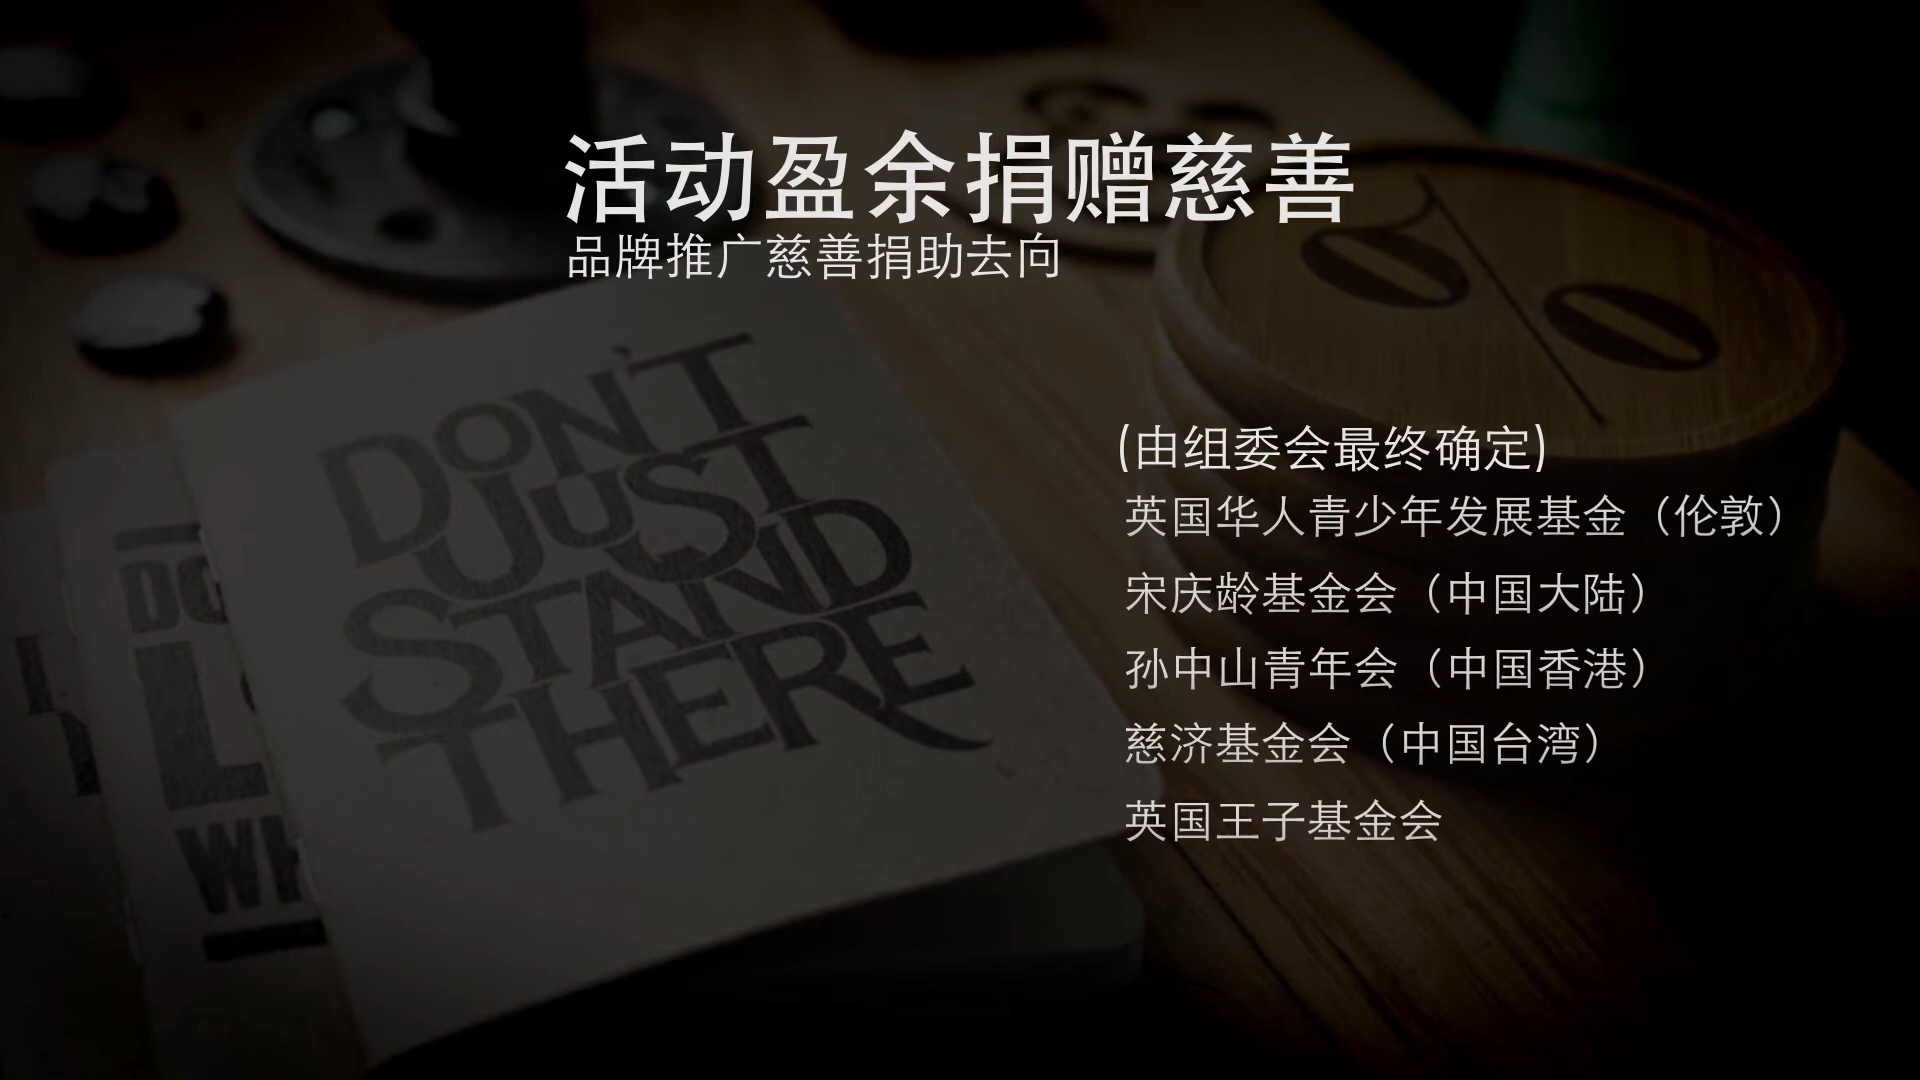 活动盈余捐赠慈善
品牌推广慈善捐助去向
(由组委会最终确定)
英国华人青少年发展基金（伦敦）
宋庆龄基金会（中国大陆）
孙中山青年会（中国香港）
慈济基金会（中国台湾）
英国王子基金会
DON'T
JUST
STAND
THERE
DO
L
WH
%